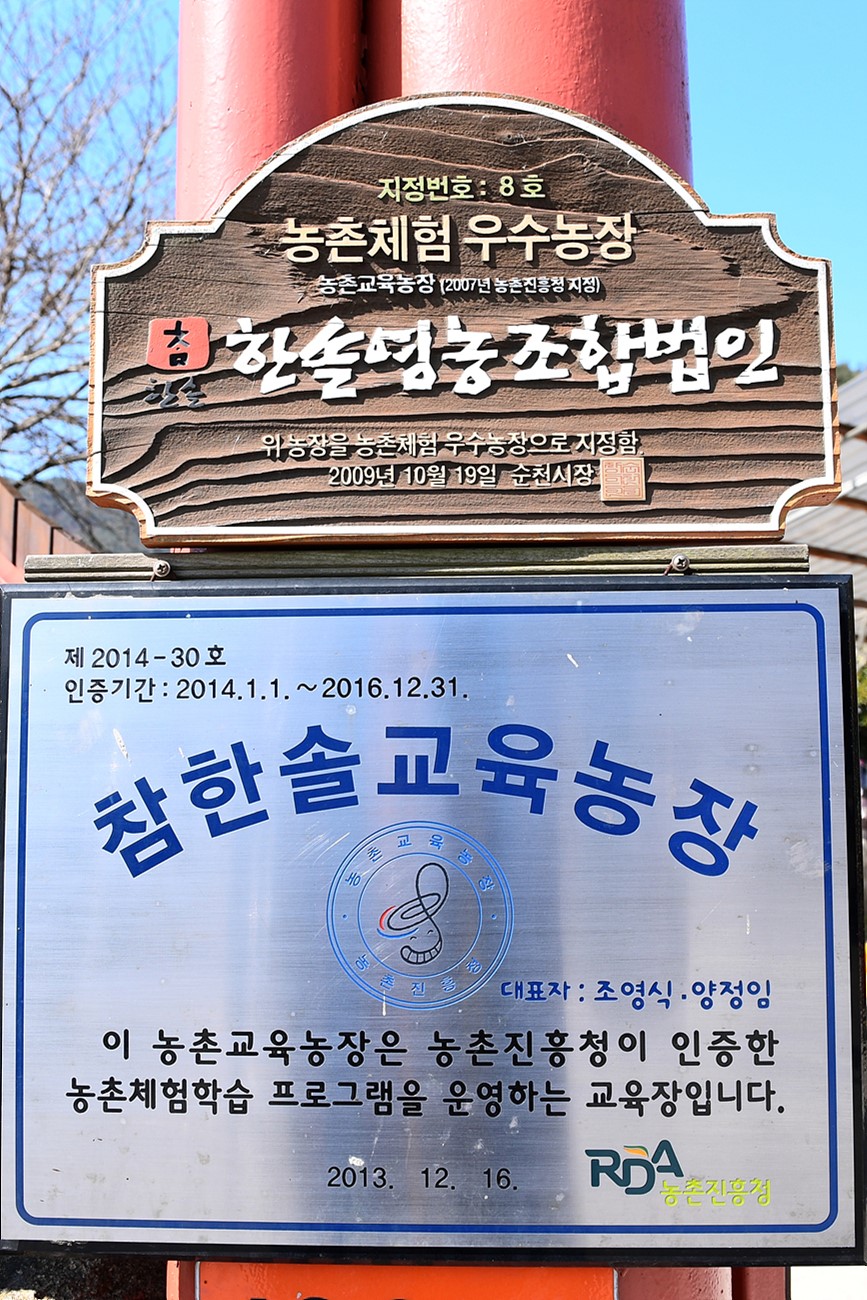 지정번호 : 8 호
농촌체험 우수농장
농촌교육농장 (2007년 농촌진흥청 지정)
참
한솔
한솔영농조합법인
위 농장을 농촌체험 우수농장으로 지정함.
2009년 10월 19일 순천시장
제 2014-30 호
인증기간 : 2014.1.1. ~2016.12.31.
참한솔교육농장
농촌교육농장
농촌진흥청
대표자 : 조영식 . 양정임
이 농촌교육농장은 농촌진흥청이 인증한
농촌체험학습 프로그램을 운영하는 교육장입니다.
2013. 12. 16.
RDA
농촌진흥청